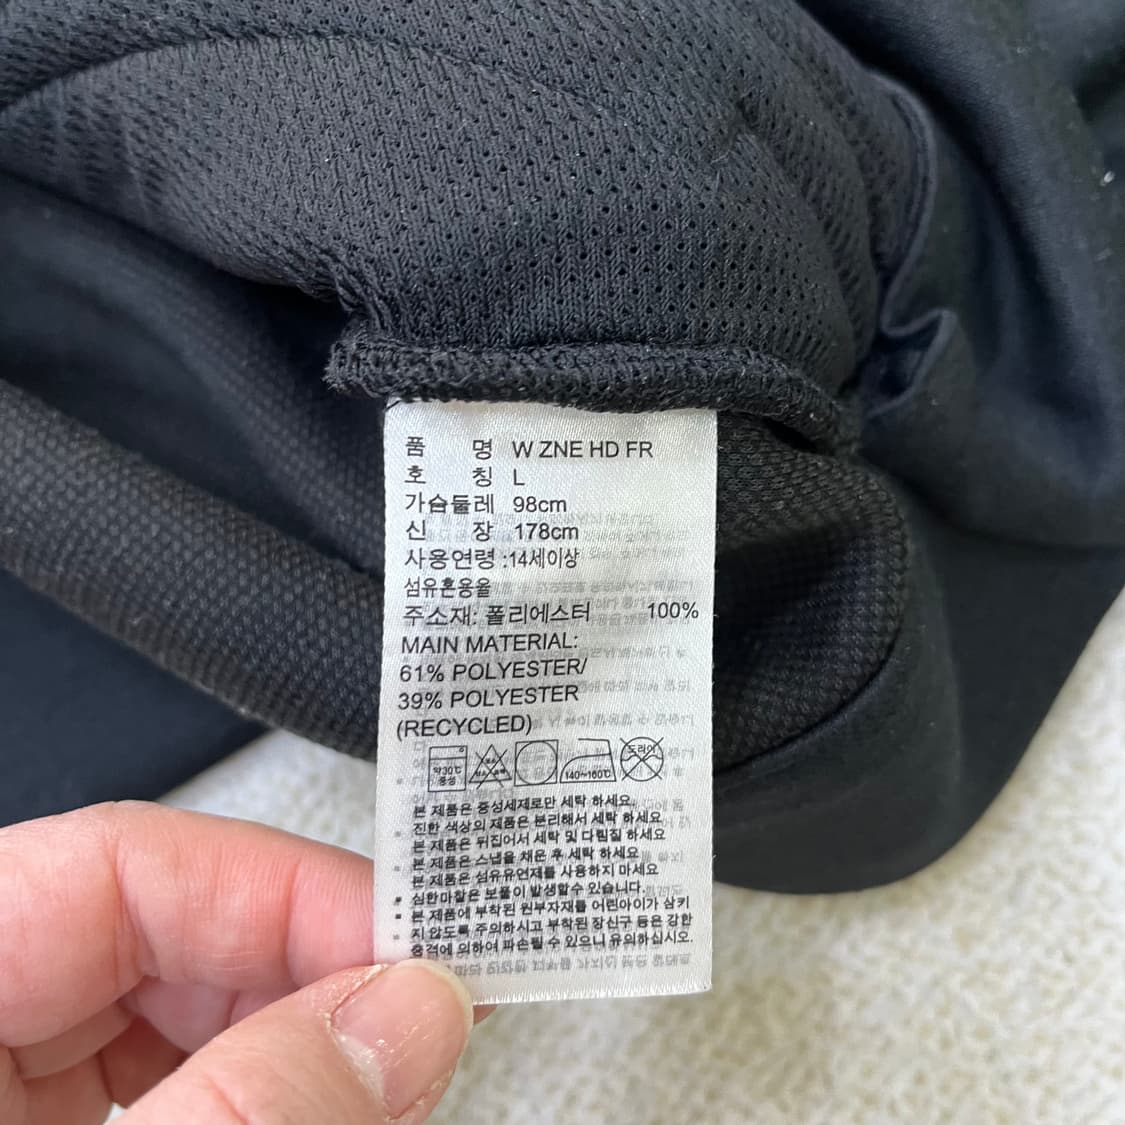 품 명 W ZNE HD FR
호 칭 L
가슴둘레 98cm
신 장 178cm
사용연령 :14세이상
섬유혼용율
주소재: 폴리에스터 100%
MAIN MATERIAL:
61% POLYESTER/
39% POLYESTER
(RECYCLED)
약30℃ 중성 140~160℃ 드라이
본 제품은 중성세제로만 세탁 하세요.
진한 색상의 제품은 분리해서 세탁 하세요
본 제품은 뒤집어서 세탁 및 다림질 하세요
본 제품은 스냅을 채운 후 세탁 하세요
본 제품은 섬유유연제를 사용하지 마세요
심한마찰은 보풀이 발생할수 있습니다.
본 제품에 부착된 원부자재를 어린아이가 삼키
지 않도록 주의하시고 부착된 장신구 등은 강한
충격에 의하여 파손될 수 있으니 유의하십시오.